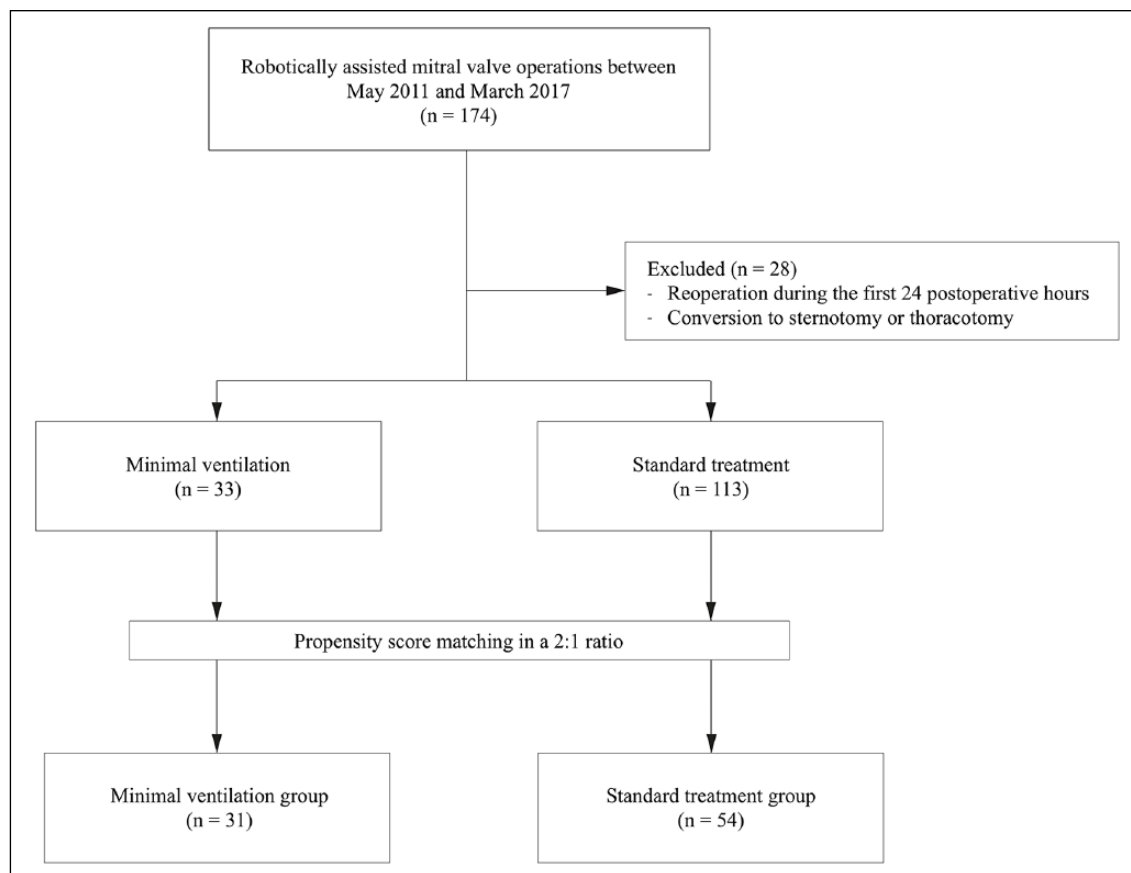 Robotically assisted mitral valve operations between
May 2011 and March 2017
(n = 174)
Excluded (n = 28)
- Reoperation during the first 24 postoperative hours
- Conversion to sternotomy or thoracotomy
Minimal ventilation
(n = 33)
Standard treatment
(n = 113)
Propensity score matching in a 2:1 ratio
Minimal ventilation group
(n = 31)
Standard treatment group
(n = 54)